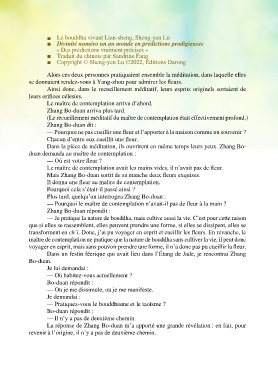 Le bouddha vivant Lian-sheng, Sheng-yen Lu
Divinité numéro un au monde en prédictions prodigieuses
« Des prédictions vraiment précises »
Traduit du chinois par Sandrine Fang
Copyright © Sheng-yen Lu ©2022, Éditions Darong
Alors ces deux personnes pratiquaient ensemble la méditation, dans laquelle elles
se donnaient rendez-vous à Yang-zhou pour admirer les fleurs.
Ainsi donc, dans le recueillement méditatif, leurs esprits originels sortaient de
leurs orifices célestes.
Le maître de contemplation arriva d'abord.
Zhang Bo-duan arriva plus tard.
(Le recueillement méditatif du maître de contemplation était effectivement profond.)
Zhang Bo-duan dit :
— Pourquoi ne pas cueillir une fleur et l'apporter à la maison comme un souvenir ?
Chacun d'entre eux cueillit une fleur.
Dans la pièce de méditation, ils ouvrirent en même temps leurs yeux. Zhang Bo-
duan demanda au maître de contemplation :
— Où est votre fleur ?
Le maître de contemplation avait les mains vides, il n'avait pas de fleur.
Mais Zhang Bo-duan sortit de sa manche deux fleurs exquises.
Il donna une fleur au maître de contemplation.
Pourquoi cela s'était-il passé ainsi ?
Plus tard, quelqu'un interrogea Zhang Bo-duan :
— Pourquoi le maître de contemplation n'avait-il pas de fleur à la main ?
Zhang Bo-duan répondit :
— Je pratique la nature de bouddha, mais cultive aussi la vie. C'est pour cette raison
que si elles se rassemblent, elles peuvent prendre une forme, si elles se dissipent, elles se
transforment en ch'i. Donc, j'ai pu voyager en esprit et cueillir les fleurs. En revanche, le
maître de contemplation ne pratique que la nature de bouddha sans cultiver la vie, il peut donc
voyager en esprit, mais sans pouvoir prendre une forme, il n'a donc pas pu cueillir la fleur.
Dans un festin féerique qui avait lieu dans l'Étang de Jade, je rencontrai Zhang
Bo-duan.
Je lui demandai :
— Où habitez-vous actuellement ?
Bo-duan répondit :
— Ou je me dissimule, ou je me manifeste.
Je demandai :
— Pratiquez-vous le bouddhisme et le taoïsme ?
Bo-duan répondit :
— Il n'y a pas de deuxième chemin.
La réponse de Zhang Bo-duan m'a apporté une grande révélation : en fait, pour
revenir à l'origine, il n'y a pas de deuxième chemin.